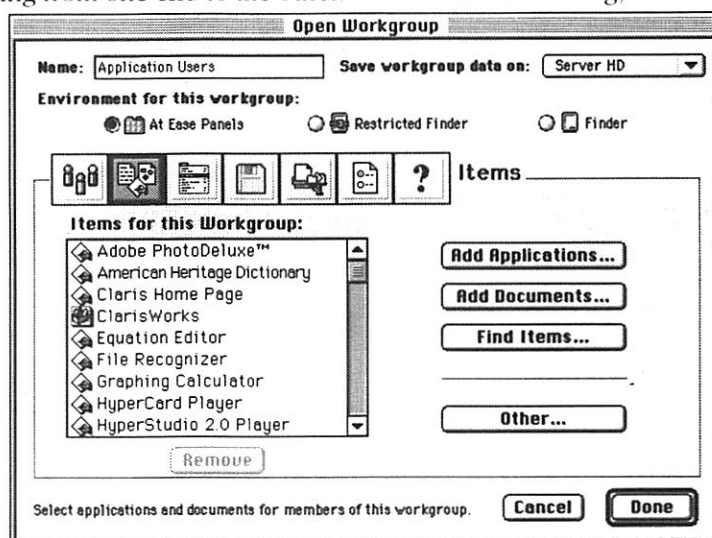 Open Workgroup
Name: Application Users Save workgroup data on: Server HD
Environment for this workgroup:
At Ease Panels Restricted Finder Finder
Items
Items for this Workgroup:
Adobe PhotoDeluxe™
American Heritage Dictionary
Claris Home Page
ClarisWorks
Equation Editor
File Recognizer
Graphing Calculator
HyperCard Player
HyperStudio 2.0 Player
Add Applications...
Add Documents...
Find Items...
Other...
Remove
Select applications and documents for members of this workgroup. Cancel Done